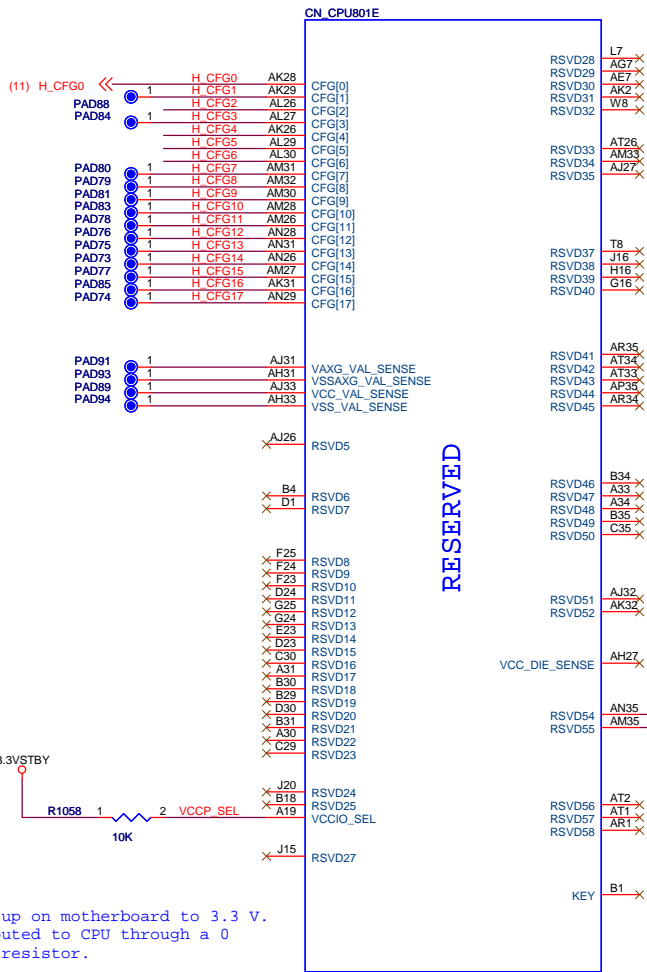 CN_CPU801E
(11) H_CFG0 H_CFG0 AK28 CFG[0]
PAD88 1 H_CFG1 AK29 CFG[1]
H_CFG2 AL26 CFG[2]
PAD84 1 H_CFG3 AL27 CFG[3]
H_CFG4 AK26 CFG[4]
H_CFG5 AL29 CFG[5]
H_CFG6 AL30 CFG[6]
PAD80 1 H_CFG7 AM31 CFG[7]
PAD79 1 H_CFG8 AM32 CFG[8]
PAD81 1 H_CFG9 AM30 CFG[9]
PAD83 1 H_CFG10 AM28 CFG[10]
PAD78 1 H_CFG11 AM26 CFG[11]
PAD76 1 H_CFG12 AN28 CFG[12]
PAD75 1 H_CFG13 AN31 CFG[13]
PAD73 1 H_CFG14 AN26 CFG[14]
PAD77 1 H_CFG15 AM27 CFG[15]
PAD85 1 H_CFG16 AK31 CFG[16]
PAD74 1 H_CFG17 AN29 CFG[17]
PAD91 1 AJ31 VAXG_VAL_SENSE
PAD93 1 AH31 VSSAXG_VAL_SENSE
PAD89 1 AJ33 VCC_VAL_SENSE
PAD94 1 AH33 VSS_VAL_SENSE
AJ26 RSVD5
B4 RSVD6
D1 RSVD7
F25 RSVD8
F24 RSVD9
F23 RSVD10
D24 RSVD11
G25 RSVD12
G24 RSVD13
E23 RSVD14
D23 RSVD15
C30 RSVD16
A31 RSVD17
B30 RSVD18
B29 RSVD19
D30 RSVD20
B31 RSVD21
A30 RSVD22
C29 RSVD23
J20 RSVD24
B18 RSVD25
3.3VSTBY
R1058 1 2 VCCP_SEL A19 VCCIO_SEL
10K
J15 RSVD27
RESERVED
RSVD28 L7
RSVD29 AG7
RSVD30 AE7
RSVD31 AK2
RSVD32 W8
RSVD33 AT26
RSVD34 AM33
RSVD35 AJ27
RSVD37 T8
RSVD38 J16
RSVD39 H16
RSVD40 G16
RSVD41 AR35
RSVD42 AT34
RSVD43 AT33
RSVD44 AP35
RSVD45 AR34
RSVD46 B34
RSVD47 A33
RSVD48 A34
RSVD49 B35
RSVD50 C35
RSVD51 AJ32
RSVD52 AK32
VCC_DIE_SENSE AH27
RSVD54 AN35
RSVD55 AM35
RSVD56 AT2
RSVD57 AT1
RSVD58 AR1
KEY B1
up on motherboard to 3.3 V.
uted to CPU through a 0
resistor.